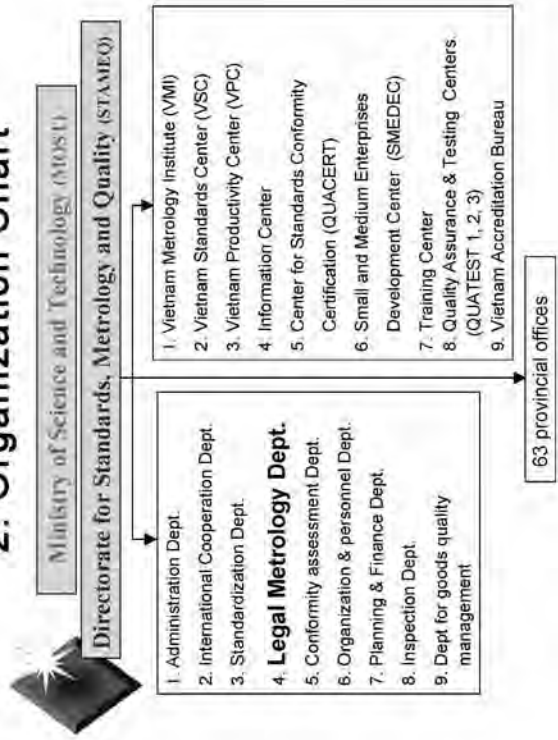 2. Organization Chart
Ministry of Science and Technology (MOST)
Directorate for Standards, Metrology and Quality (STAMEQ)
1. Administration Dept.
2. International Cooperation Dept.
3. Standardization Dept.
4. Legal Metrology Dept.
5. Conformity assessment Dept.
6. Organization & personnel Dept.
7. Planning & Finance Dept.
8. Inspection Dept.
9. Dept for goods quality
management
1. Vietnam Metrology Institute (VMI)
2. Vietnam Standards Center (VSC)
3. Vietnam Productivity Center (VPC)
4. Information Center
5. Center for Standards Conformity
Certification (QUACERT)
6. Small and Medium Enterprises
Development Center (SMEDEC)
7. Training Center
8. Quality Assurance & Testing Centers.
(QUATEST 1, 2, 3)
9. Vietnam Accreditation Bureau
63 provincial offices